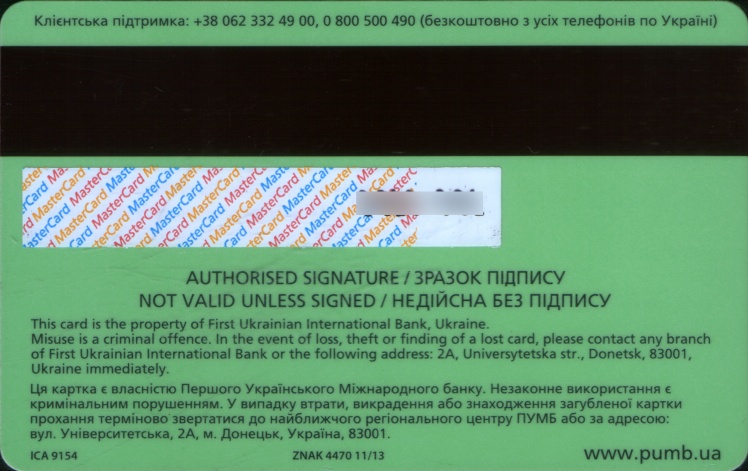 Клієнтська підтримка: +38 062 332 49 00, 0 800 500 490 (безкоштовно з усіх телефонів по Україні)
MasterCard MasterCard MasterCard MasterCard
AUTHORISED SIGNATURE / ЗРАЗОК ПІДПИСУ
NOT VALID UNLESS SIGNED / НЕДІЙСНА БЕЗ ПІДПИСУ
This card is the property of First Ukrainian International Bank, Ukraine.
Misuse is a criminal offence. In the event of loss, theft or finding of a lost card, please contact any branch
of First Ukrainian International Bank or the following address: 2A, Universytetska str., Donetsk, 83001,
Ukraine immediately.
Ця картка є власністю Першого Українського Міжнародного банку. Незаконне використання є
кримінальним порушенням. У випадку втрати, викрадення або знаходження загубленої картки
прохання терміново звертатися до найближчого регіонального центру ПУМБ або за адресою:
вул. Університетська, 2А, м. Донецьк, Україна, 83001.
ICA 9154 ZNAK 4470 11/13 www.pumb.ua